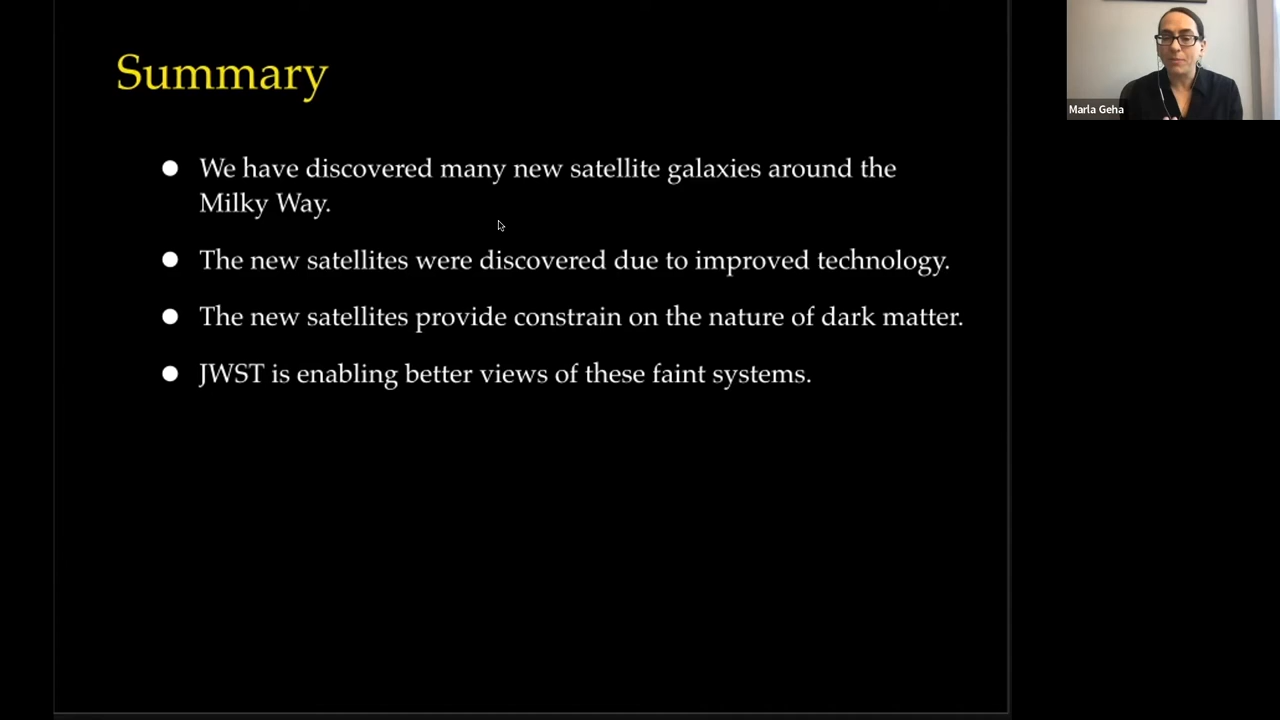 Summary
● We have discovered many new satellite galaxies around the
Milky Way.
● The new satellites were discovered due to improved technology.
● The new satellites provide constrain on the nature of dark matter.
● JWST is enabling better views of these faint systems.
Marla Geha